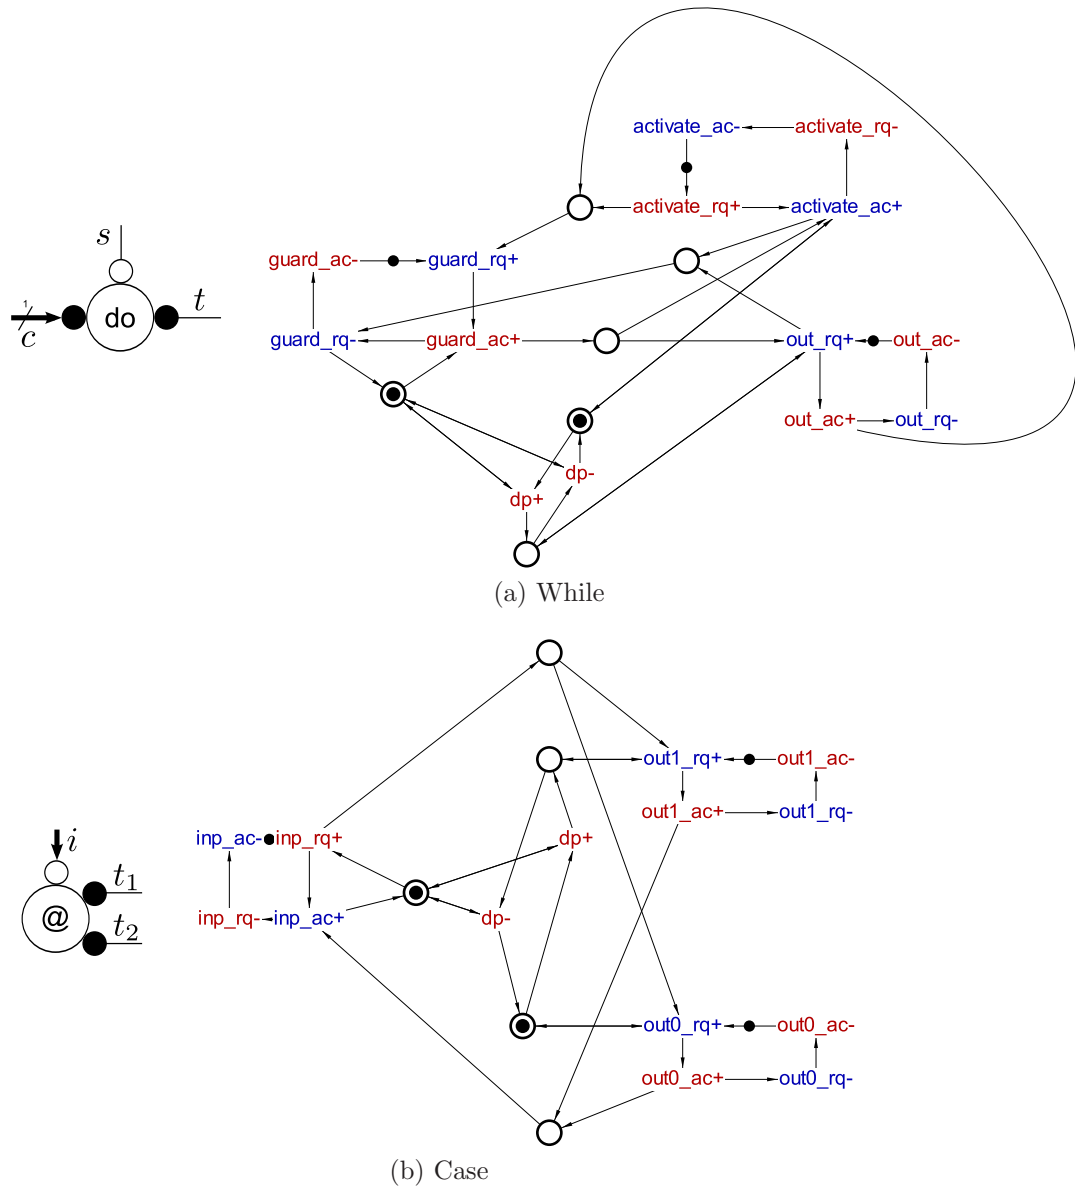 activate_ac- activate_rq-
activate_rq+ activate_ac+
s
guard_ac- guard_rq+
do t
1
c
guard_rq- guard_ac+ out_rq+ out_ac-
out_ac+ out_rq-
dp-
dp+
(a) While
out1_rq+ out1_ac-
out1_ac+ out1_rq-
i inp_ac- inp_rq+ dp+
t1
@ inp_rq- inp_ac+ dp-
t2
out0_rq+ out0_ac-
out0_ac+ out0_rq-
(b) Case